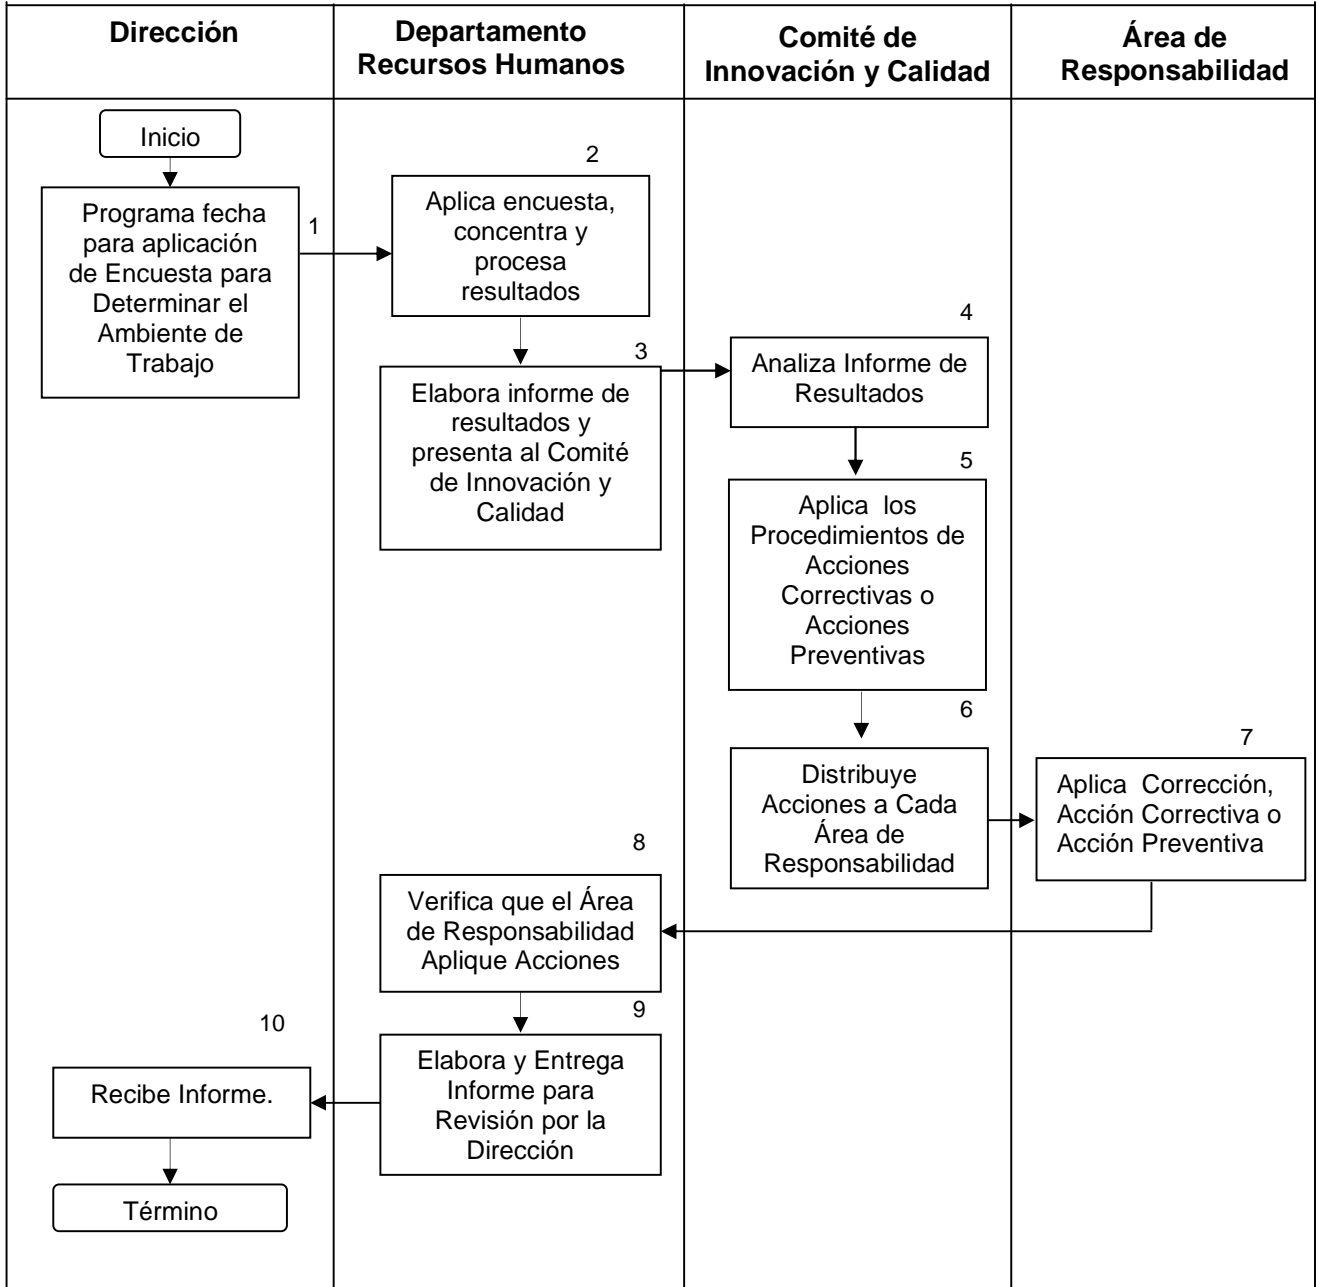 Dirección
Departamento
Recursos Humanos
Comité de
Innovación y Calidad
Área de
Responsabilidad
Inicio
1
Programa fecha
para aplicación
de Encuesta para
Determinar el
Ambiente de
Trabajo
2
Aplica encuesta,
concentra y
procesa
resultados
3
Elabora informe de
resultados y
presenta al Comité
de Innovación y
Calidad
4
Analiza Informe de
Resultados
5
Aplica los
Procedimientos de
Acciones
Correctivas o
Acciones
Preventivas
6
Distribuye
Acciones a Cada
Área de
Responsabilidad
7
Aplica Corrección,
Acción Correctiva o
Acción Preventiva
8
Verifica que el Área
de Responsabilidad
Aplique Acciones
9
Elabora y Entrega
Informe para
Revisión por la
Dirección
10
Recibe Informe.
Término